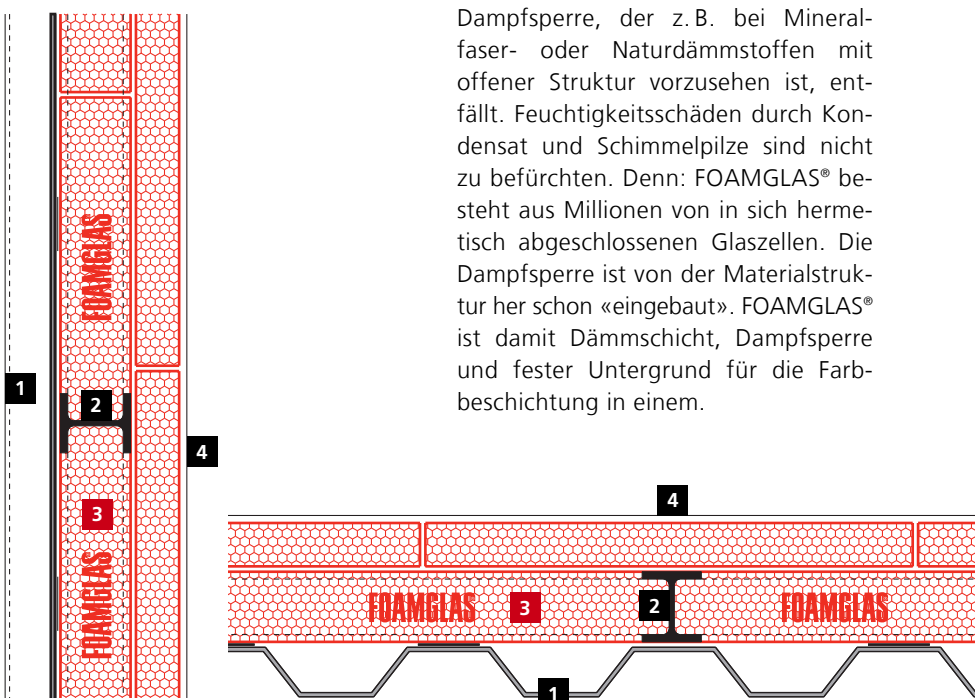 Dampfsperre, der z. B. bei Mineral-
faser- oder Naturdämmstoffen mit
offener Struktur vorzusehen ist, ent-
fällt. Feuchtigkeitsschäden durch Kon-
densat und Schimmelpilze sind nicht
zu befürchten. Denn: FOAMGLAS® be-
steht aus Millionen von in sich herme-
tisch abgeschlossenen Glaszellen. Die
Dampfsperre ist von der Materialstruk-
tur her schon «eingebaut». FOAMGLAS®
ist damit Dämmschicht, Dampfsperre
und fester Untergrund für die Farb-
beschichtung in einem.
FOAMGLAS
1
2
4
3
FOAMGLAS
4
FOAMGLAS
3
2
FOAMGLAS
1